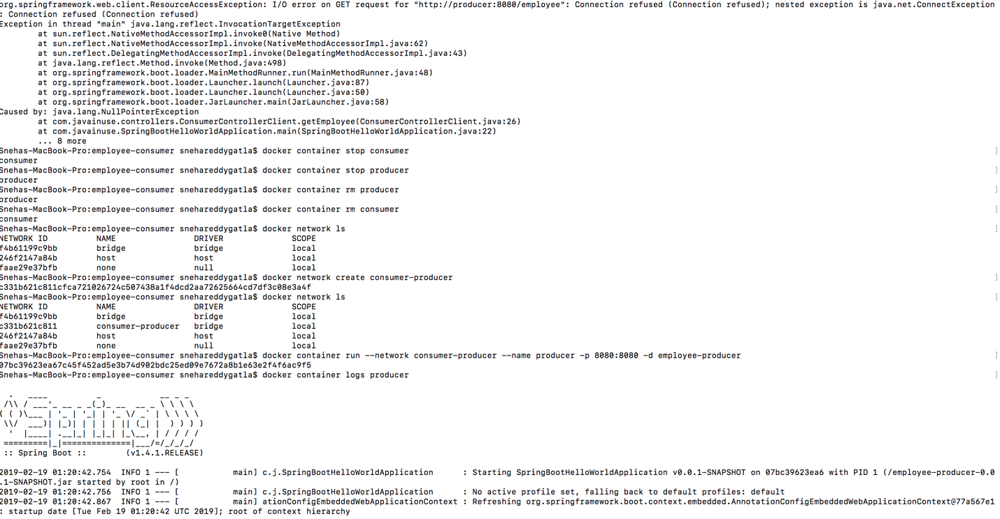 org.springframework.web.client.ResourceAccessException: I/O error on GET request for "http://producer:8080/employee": Connection refused (Connection refused); nested exception is java.net.ConnectException
: Connection refused (Connection refused)
Exception in thread "main" java.lang.reflect.InvocationTargetException
        at sun.reflect.NativeMethodAccessorImpl.invoke0(Native Method)
        at sun.reflect.NativeMethodAccessorImpl.invoke(NativeMethodAccessorImpl.java:62)
        at sun.reflect.DelegatingMethodAccessorImpl.invoke(DelegatingMethodAccessorImpl.java:43)
        at java.lang.reflect.Method.invoke(Method.java:498)
        at org.springframework.boot.loader.MainMethodRunner.run(MainMethodRunner.java:48)
        at org.springframework.boot.loader.Launcher.launch(Launcher.java:87)
        at org.springframework.boot.loader.Launcher.launch(Launcher.java:50)
        at org.springframework.boot.loader.JarLauncher.main(JarLauncher.java:58)
Caused by: java.lang.NullPointerException
        at com.javainuse.controllers.ConsumerControllerClient.getEmployee(ConsumerControllerClient.java:26)
        at com.javainuse.SpringBootHelloWorldApplication.main(SpringBootHelloWorldApplication.java:22)
        ... 8 more
Snehas-MacBook-Pro:employee-consumer snehareddygatla$ docker container stop consumer ]
consumer
Snehas-MacBook-Pro:employee-consumer snehareddygatla$ docker container stop producer ]
producer
Snehas-MacBook-Pro:employee-consumer snehareddygatla$ docker container rm producer ]
producer
Snehas-MacBook-Pro:employee-consumer snehareddygatla$ docker container rm consumer ]
consumer
Snehas-MacBook-Pro:employee-consumer snehareddygatla$ docker network ls ]
NETWORK ID          NAME                DRIVER              SCOPE
f4b61199c9bb        bridge              bridge              local
246f2147a84b        host                host                local
faae29e37bfb        none                null                local
Snehas-MacBook-Pro:employee-consumer snehareddygatla$ docker network create consumer-producer ]
c331b621c811cfca721026724c507438a1f4dcd2aa72625664cd7df3c08e3a4f
Snehas-MacBook-Pro:employee-consumer snehareddygatla$ docker network ls ]
NETWORK ID          NAME                DRIVER              SCOPE
f4b61199c9bb        bridge              bridge              local
c331b621c811        consumer-producer   bridge              local
246f2147a84b        host                host                local
faae29e37bfb        none                null                local
Snehas-MacBook-Pro:employee-consumer snehareddygatla$ docker container run --network consumer-producer --name producer -p 8080:8080 -d employee-producer ]
07bc39623ea67c45f452ad5e3b74d902bdc25ed09e7672a8b1e63e2f4f6ac9f5
Snehas-MacBook-Pro:employee-consumer snehareddygatla$ docker container logs producer ]
  .   ____          _            __ _ _
 /\\ / ___'_ __ _ _(_)_ __  __ _ \ \ \ \
( ( )\___ | '_ | '_| | '_ \/ _` | \ \ \ \
 \\/  ___)| |_)| | | | | || (_| |  ) ) ) )
  '  |____| .__|_| |_|_| |_\__, | / / / /
 =========|_|==============|___/=/_/_/_/
 :: Spring Boot ::        (v1.4.1.RELEASE)
2019-02-19 01:20:42.754  INFO 1 --- [           main] c.j.SpringBootHelloWorldApplication      : Starting SpringBootHelloWorldApplication v0.0.1-SNAPSHOT on 07bc39623ea6 with PID 1 (/employee-producer-0.0
.1-SNAPSHOT.jar started by root in /)
2019-02-19 01:20:42.756  INFO 1 --- [           main] c.j.SpringBootHelloWorldApplication      : No active profile set, falling back to default profiles: default
2019-02-19 01:20:42.867  INFO 1 --- [           main] ationConfigEmbeddedWebApplicationContext : Refreshing org.springframework.boot.context.embedded.AnnotationConfigEmbeddedWebApplicationContext@77a567e1
: startup date [Tue Feb 19 01:20:42 UTC 2019]; root of context hierarchy